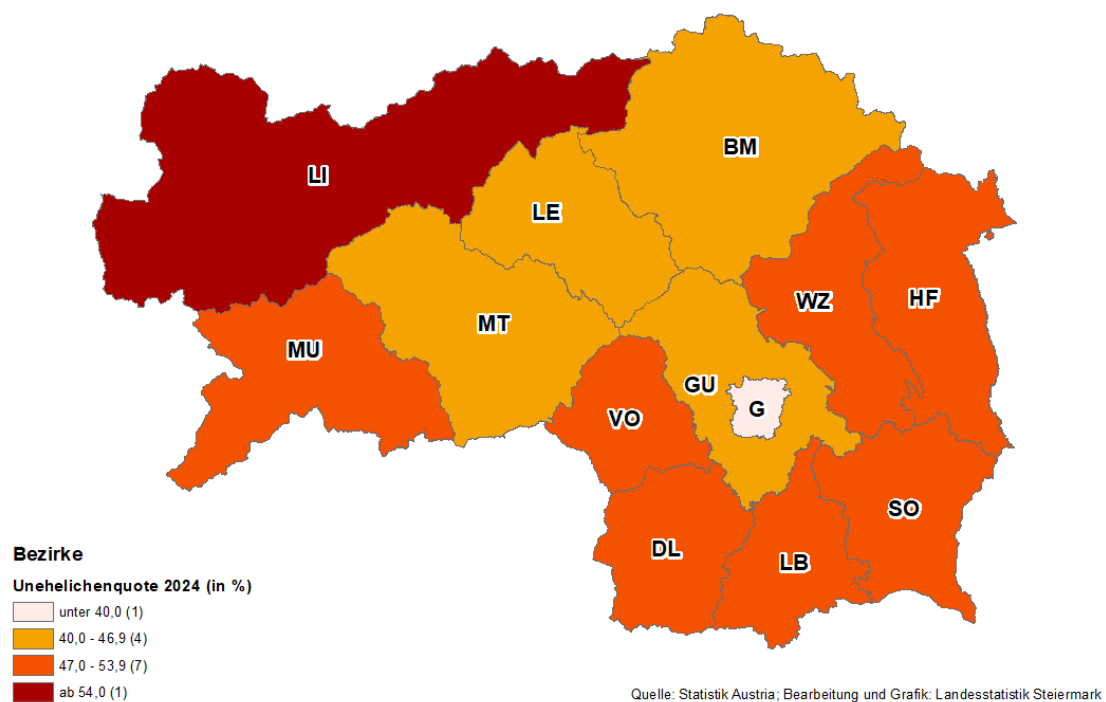 BM
LI
LE
WZ
HF
MT
MU
GU
G
VO
SO
DL
LB
Bezirke
Unehelichenquote 2024 (in %)
unter 40,0 (1)
40,0 - 46,9 (4)
47,0 - 53,9 (7)
ab 54,0 (1)
Quelle: Statistik Austria; Bearbeitung und Grafik: Landesstatistik Steiermark